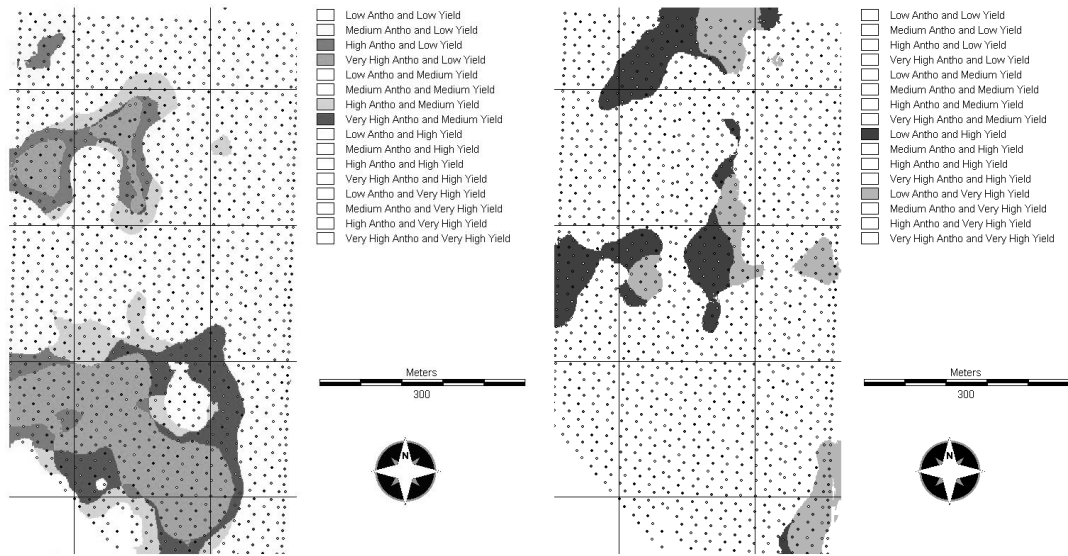 Low Antho and Low Yield
Medium Antho and Low Yield
High Antho and Low Yield
Very High Antho and Low Yield
Low Antho and Medium Yield
Medium Antho and Medium Yield
High Antho and Medium Yield
Very High Antho and Medium Yield
Low Antho and High Yield
Medium Antho and High Yield
High Antho and High Yield
Very High Antho and High Yield
Low Antho and Very High Yield
Medium Antho and Very High Yield
High Antho and Very High Yield
Very High Antho and Very High Yield
Meters
300
N
Low Antho and Low Yield
Medium Antho and Low Yield
High Antho and Low Yield
Very High Antho and Low Yield
Low Antho and Medium Yield
Medium Antho and Medium Yield
High Antho and Medium Yield
Very High Antho and Medium Yield
Low Antho and High Yield
Medium Antho and High Yield
High Antho and High Yield
Very High Antho and High Yield
Low Antho and Very High Yield
Medium Antho and Very High Yield
High Antho and Very High Yield
Very High Antho and Very High Yield
Meters
300
N